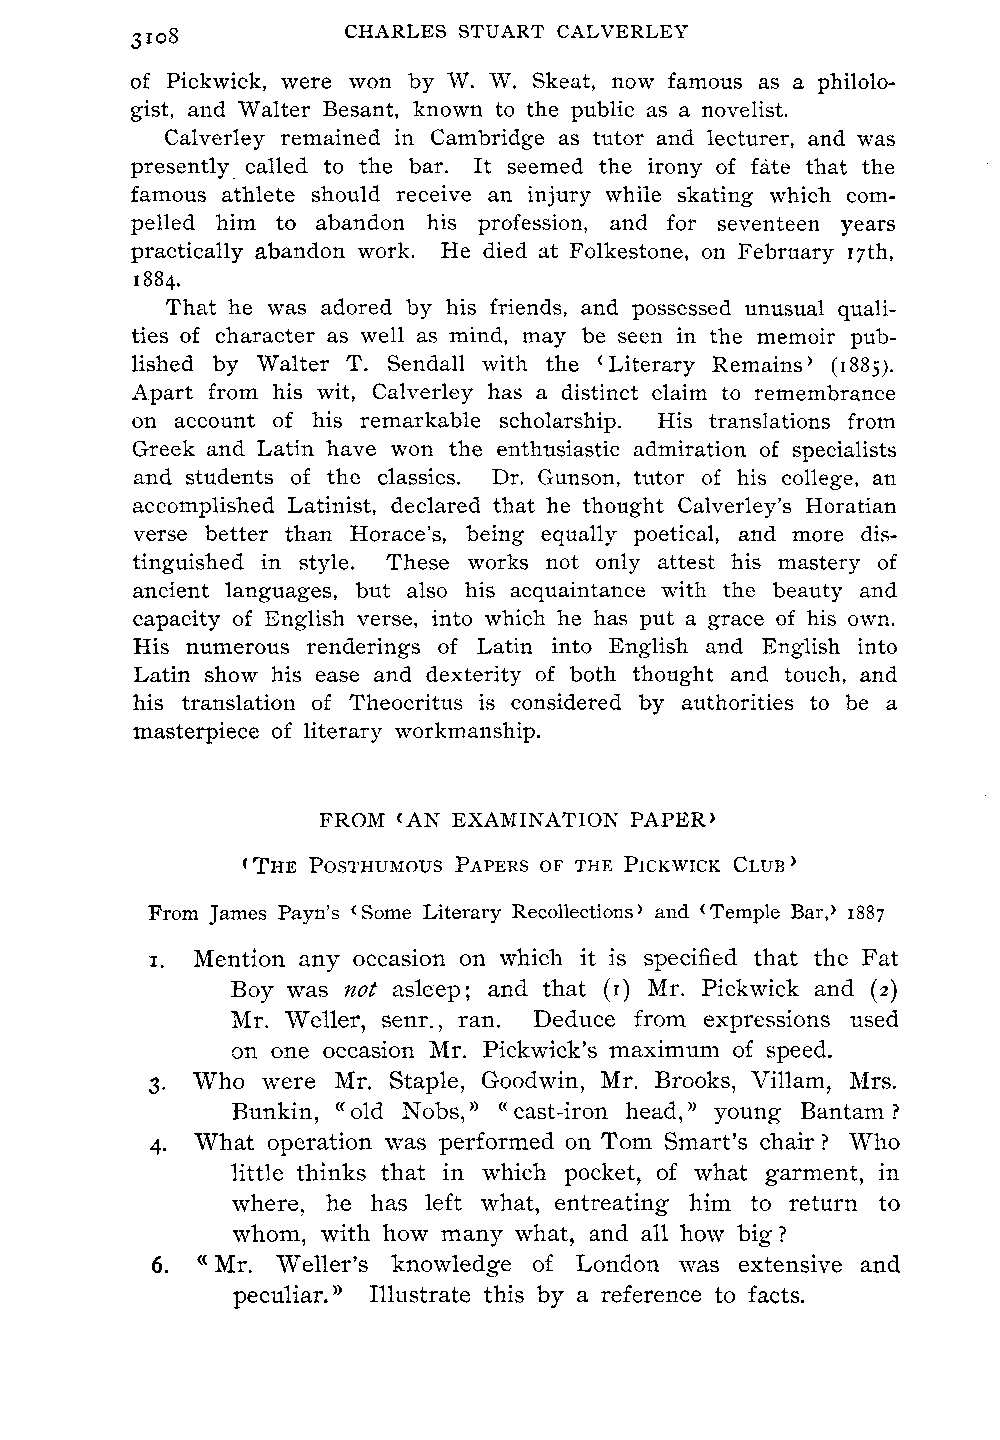 3108 CHARLES STUART CALVERLEY
of Pickwick, were won by W. W. Skeat, now famous as a philolo-
gist, and Walter Besant, known to the public as a novelist.
Calverley remained in Cambridge as tutor and lecturer, and was
presently called to the bar. It seemed the irony of fate that the
famous athlete should receive an injury while skating which com-
pelled him to abandon his profession, and for seventeen years
practically abandon work. He died at Folkestone, on February 17th,
1884.
That he was adored by his friends, and possessed unusual quali-
ties of character as well as mind, may be seen in the memoir pub-
lished by Walter T. Sendall with the ‹Literary Remains› (1885).
Apart from his wit, Calverley has a distinct claim to remembrance
on account of his remarkable scholarship. His translations from
Greek and Latin have won the enthusiastic admiration of specialists
and students of the classics. Dr. Gunson, tutor of his college, an
accomplished Latinist, declared that he thought Calverley's Horatian
verse better than Horace's, being equally poetical, and more dis-
tinguished in style. These works not only attest his mastery of
ancient languages, but also his acquaintance with the beauty and
capacity of English verse, into which he has put a grace of his own.
His numerous renderings of Latin into English and English into
Latin show his ease and dexterity of both thought and touch, and
his translation of Theocritus is considered by authorities to be a
masterpiece of literary workmanship.
FROM ‹AN EXAMINATION PAPER›
‹THE POSTHUMOUS PAPERS OF THE PICKWICK CLUB›
From James Payn's ‹Some Literary Recollections› and ‹Temple Bar,› 1887
1. Mention any occasion on which it is specified that the Fat
Boy was not asleep; and that (1) Mr. Pickwick and (2)
Mr. Weller, senr., ran. Deduce from expressions used
on one occasion Mr. Pickwick's maximum of speed.
3. Who were Mr. Staple, Goodwin, Mr. Brooks, Villam, Mrs.
Bunkin, «old Nobs,» «cast-iron head,» young Bantam?
4. What operation was performed on Tom Smart's chair? Who
little thinks that in which pocket, of what garment, in
where, he has left what, entreating him to return to
whom, with how many what, and all how big?
6. «Mr. Weller's knowledge of London was extensive and
peculiar.» Illustrate this by a reference to facts.